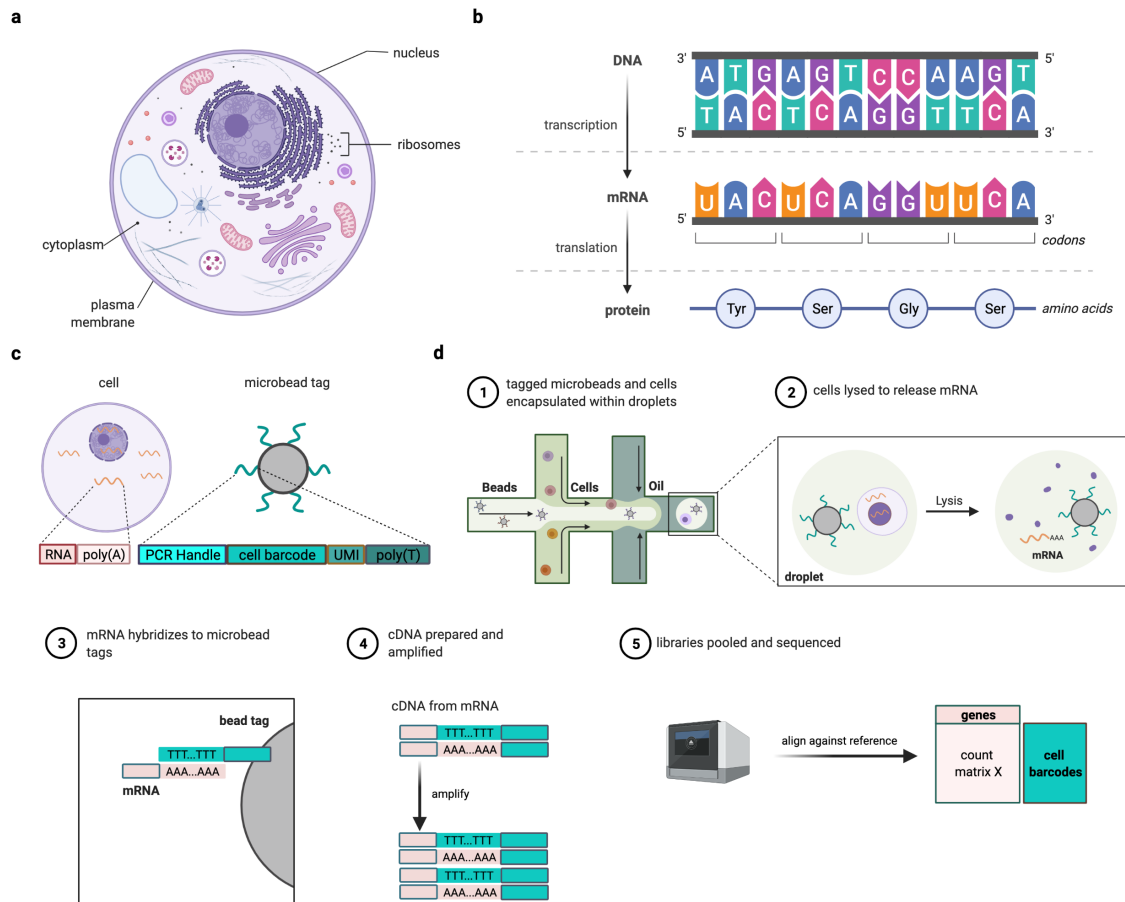 a
nucleus
ribosomes
cytoplasm
plasma
membrane
b
DNA
3'
5'
A T G A G T C C A A G T
T A C T C A G G T T C A
5'
3'
transcription
mRNA
U A C U C A G G U U C A
5'
3'
codons
translation
protein
Tyr
Ser
Gly
Ser
amino acids
c
cell
microbead tag
RNA
poly(A)
PCR Handle
cell barcode
UMI
poly(T)
d
1
tagged microbeads and cells
encapsulated within droplets
Beads
Cells
Oil
2
cells lysed to release mRNA
Lysis
AAA
mRNA
droplet
3
mRNA hybridizes to microbead
tags
bead tag
TTT...TTT
AAA...AAA
mRNA
4
cDNA prepared and
amplified
cDNA from mRNA
TTT...TTT
AAA...AAA
amplify
TTT...TTT
AAA...AAA
TTT...TTT
AAA...AAA
5
libraries pooled and sequenced
align against reference
genes
count
matrix X
cell
barcodes